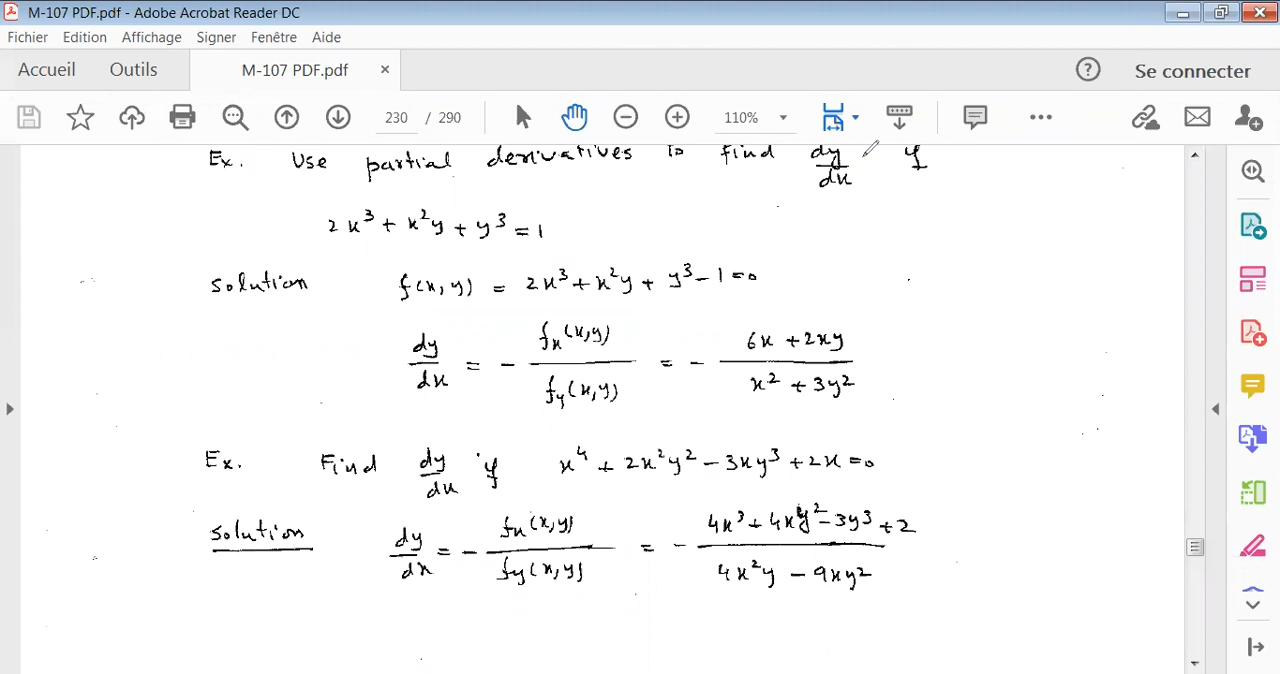 M-107 PDF.pdf - Adobe Acrobat Reader DC
Fichier Edition Affichage Signer Fenêtre Aide
Accueil Outils M-107 PDF.pdf × Se connecter
230 / 290 110%
Ex. Use partial derivatives to find dy/dx if
2x³ + x²y + y³ = 1
solution f(x, y) = 2x³ + x²y + y³ - 1 = 0
dy/dx = - fx(x,y) / fy(x,y) = - (6x + 2xy) / (x² + 3y²)
Ex. Find dy/dx if x⁴ + 2x²y² - 3xy³ + 2x = 0
solution dy/dx = - fx(x,y) / fy(x,y) = - (4x³ + 4xy² - 3y³ + 2) / (4x²y - 9xy²)